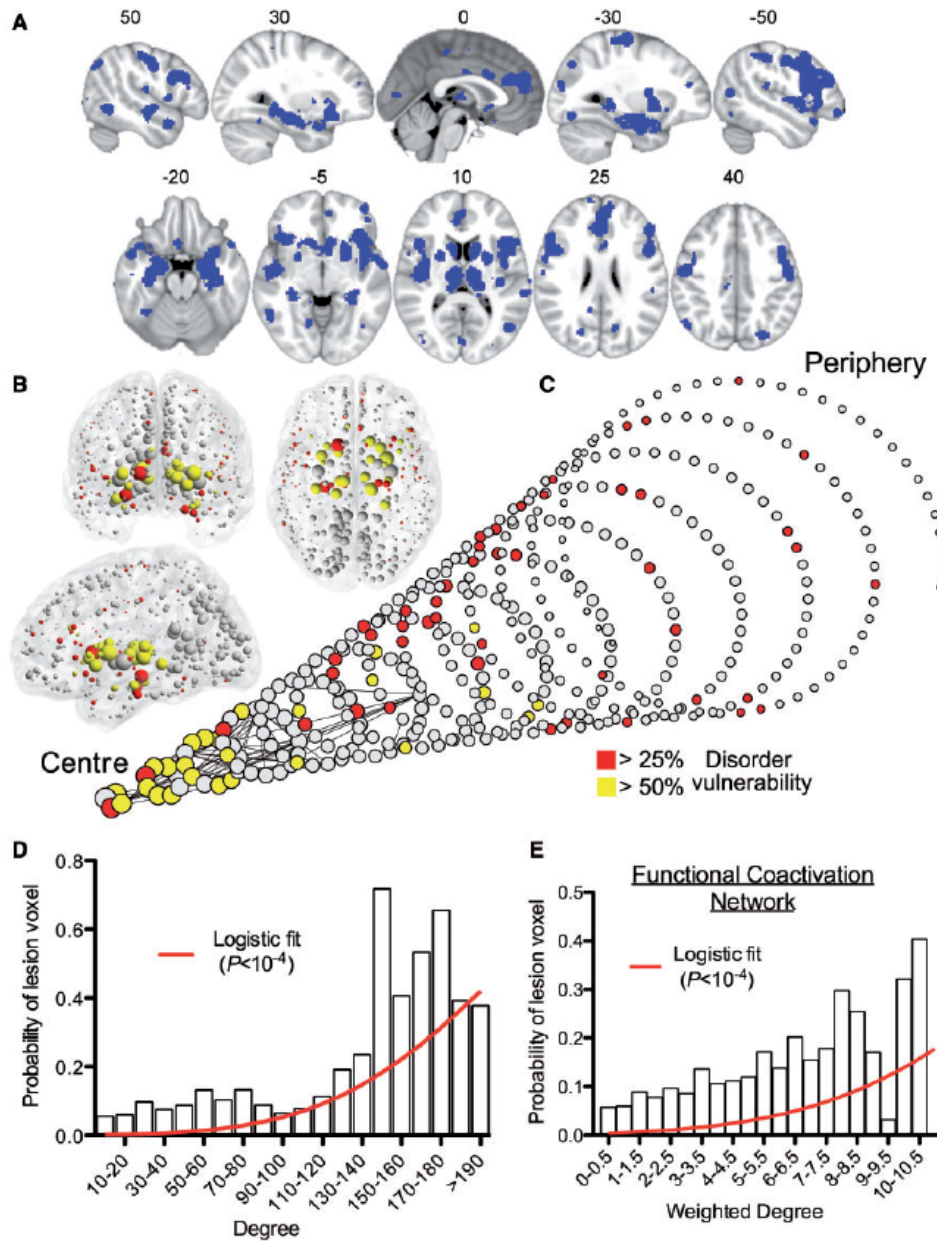 A
50 30 0 -30 -50
-20 -5 10 25 40
B
C
Periphery
Centre
> 25% Disorder
> 50% vulnerability
D
Probability of lesion voxel
0.8
0.6
0.4
0.2
0.0
Logistic fit
(P<10-4)
10-20 30-40 50-60 70-80 90-100 110-120 130-140 150-160 170-180 >190
Degree
E
Functional Coactivation
Network
Probability of lesion voxel
0.5
0.4
0.3
0.2
0.1
0.0
Logistic fit
(P<10-4)
0-0.5 1-1.5 2-2.5 3-3.5 4-4.5 5-5.5 6-6.5 7-7.5 8-8.5 9-9.5 10-10.5
Weighted Degree